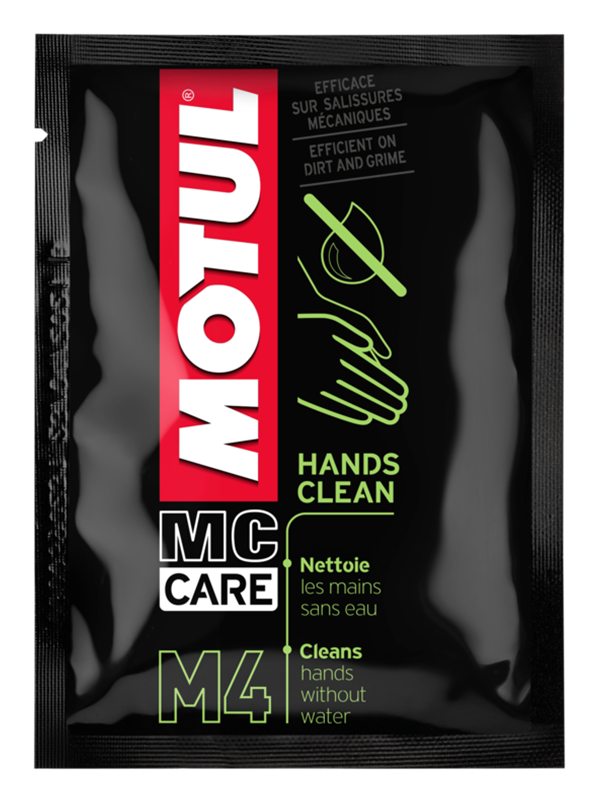 MOTUL®
EFFICACE
SUR SALISSURES
MÉCANIQUES
EFFICIENT ON
DIRT AND GRIME
HANDS
CLEAN
MC
CARE
Nettoie
les mains
sans eau
M4
Cleans
hands
without
water